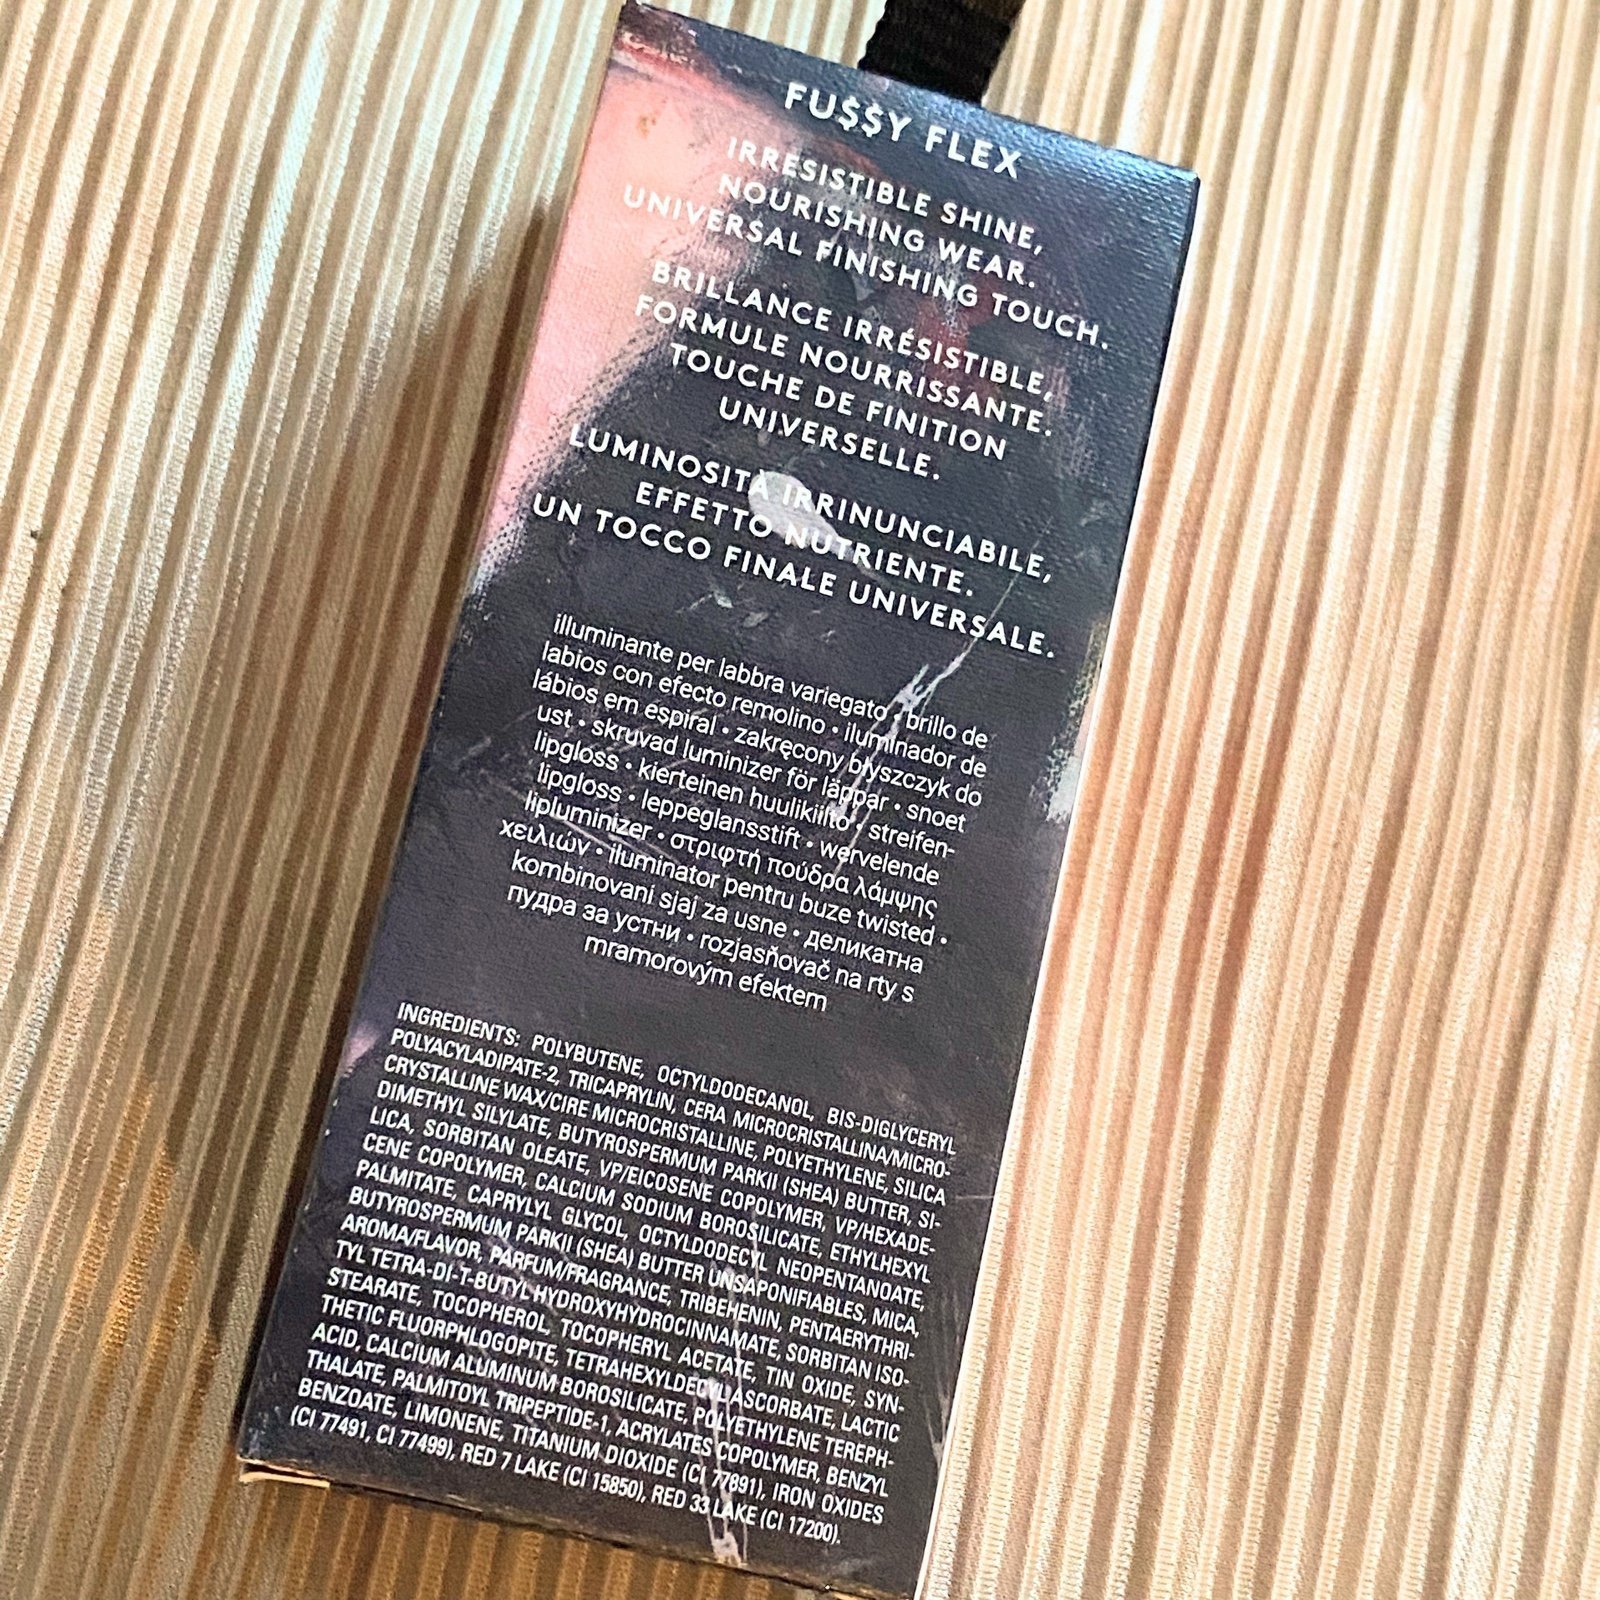 FU$$Y FLEX
IRRESISTIBLE SHINE,
NOURISHING WEAR.
UNIVERSAL FINISHING TOUCH.
BRILLANCE IRRÉSISTIBLE,
FORMULE NOURRISSANTE.
TOUCHE DE FINITION
UNIVERSELLE.
LUMINOSITÀ IRRINUNCIABILE,
EFFETTO NUTRIENTE.
UN TOCCO FINALE UNIVERSALE.
illuminante per labbra variegato • brillo de
labios con efecto remolino • iluminador de
lábios em espiral • zakręcony błyszczyk do
ust • skruvad luminizer för läppar • snoet
lipgloss • kierteinen huulikiilto • streifen-
lipgloss • leppeglansstift • wervelende
lipluminizer • στριφτή πούδρα λάμψης
χειλιών • iluminator pentru buze twisted •
kombinovani sjaj za usne • деликатна
пудра за устни • rozjasňovač na rty s
mramorovým efektem
INGREDIENTS: POLYBUTENE, OCTYLDODECANOL, BIS-DIGLYCERYL
POLYACYLADIPATE-2, TRICAPRYLIN, CERA MICROCRISTALLINA/MICRO-
CRYSTALLINE WAX/CIRE MICROCRISTALLINE, POLYETHYLENE, SILICA
DIMETHYL SILYLATE, BUTYROSPERMUM PARKII (SHEA) BUTTER, SI-
LICA, SORBITAN OLEATE, VP/EICOSENE COPOLYMER, VP/HEXADE-
CENE COPOLYMER, CALCIUM SODIUM BOROSILICATE, ETHYLHEXYL
PALMITATE, CAPRYLYL GLYCOL, OCTYLDODECYL NEOPENTANOATE,
BUTYROSPERMUM PARKII (SHEA) BUTTER UNSAPONIFIABLES, MICA,
AROMA/FLAVOR, PARFUM/FRAGRANCE, TRIBEHENIN, PENTAERYTHRI-
TYL TETRA-DI-T-BUTYL HYDROXYHYDROCINNAMATE, SORBITAN ISO-
STEARATE, TOCOPHEROL, TOCOPHERYL ACETATE, TIN OXIDE, SYN-
THETIC FLUORPHLOGOPITE, TETRAHEXYLDECYL ASCORBATE, LACTIC
ACID, CALCIUM ALUMINUM BOROSILICATE, POLYETHYLENE TEREPH-
THALATE, PALMITOYL TRIPEPTIDE-1, ACRYLATES COPOLYMER, BENZYL
BENZOATE, LIMONENE, TITANIUM DIOXIDE (CI 77891), IRON OXIDES
(CI 77491, CI 77499), RED 7 LAKE (CI 15850), RED 33 LAKE (CI 17200).